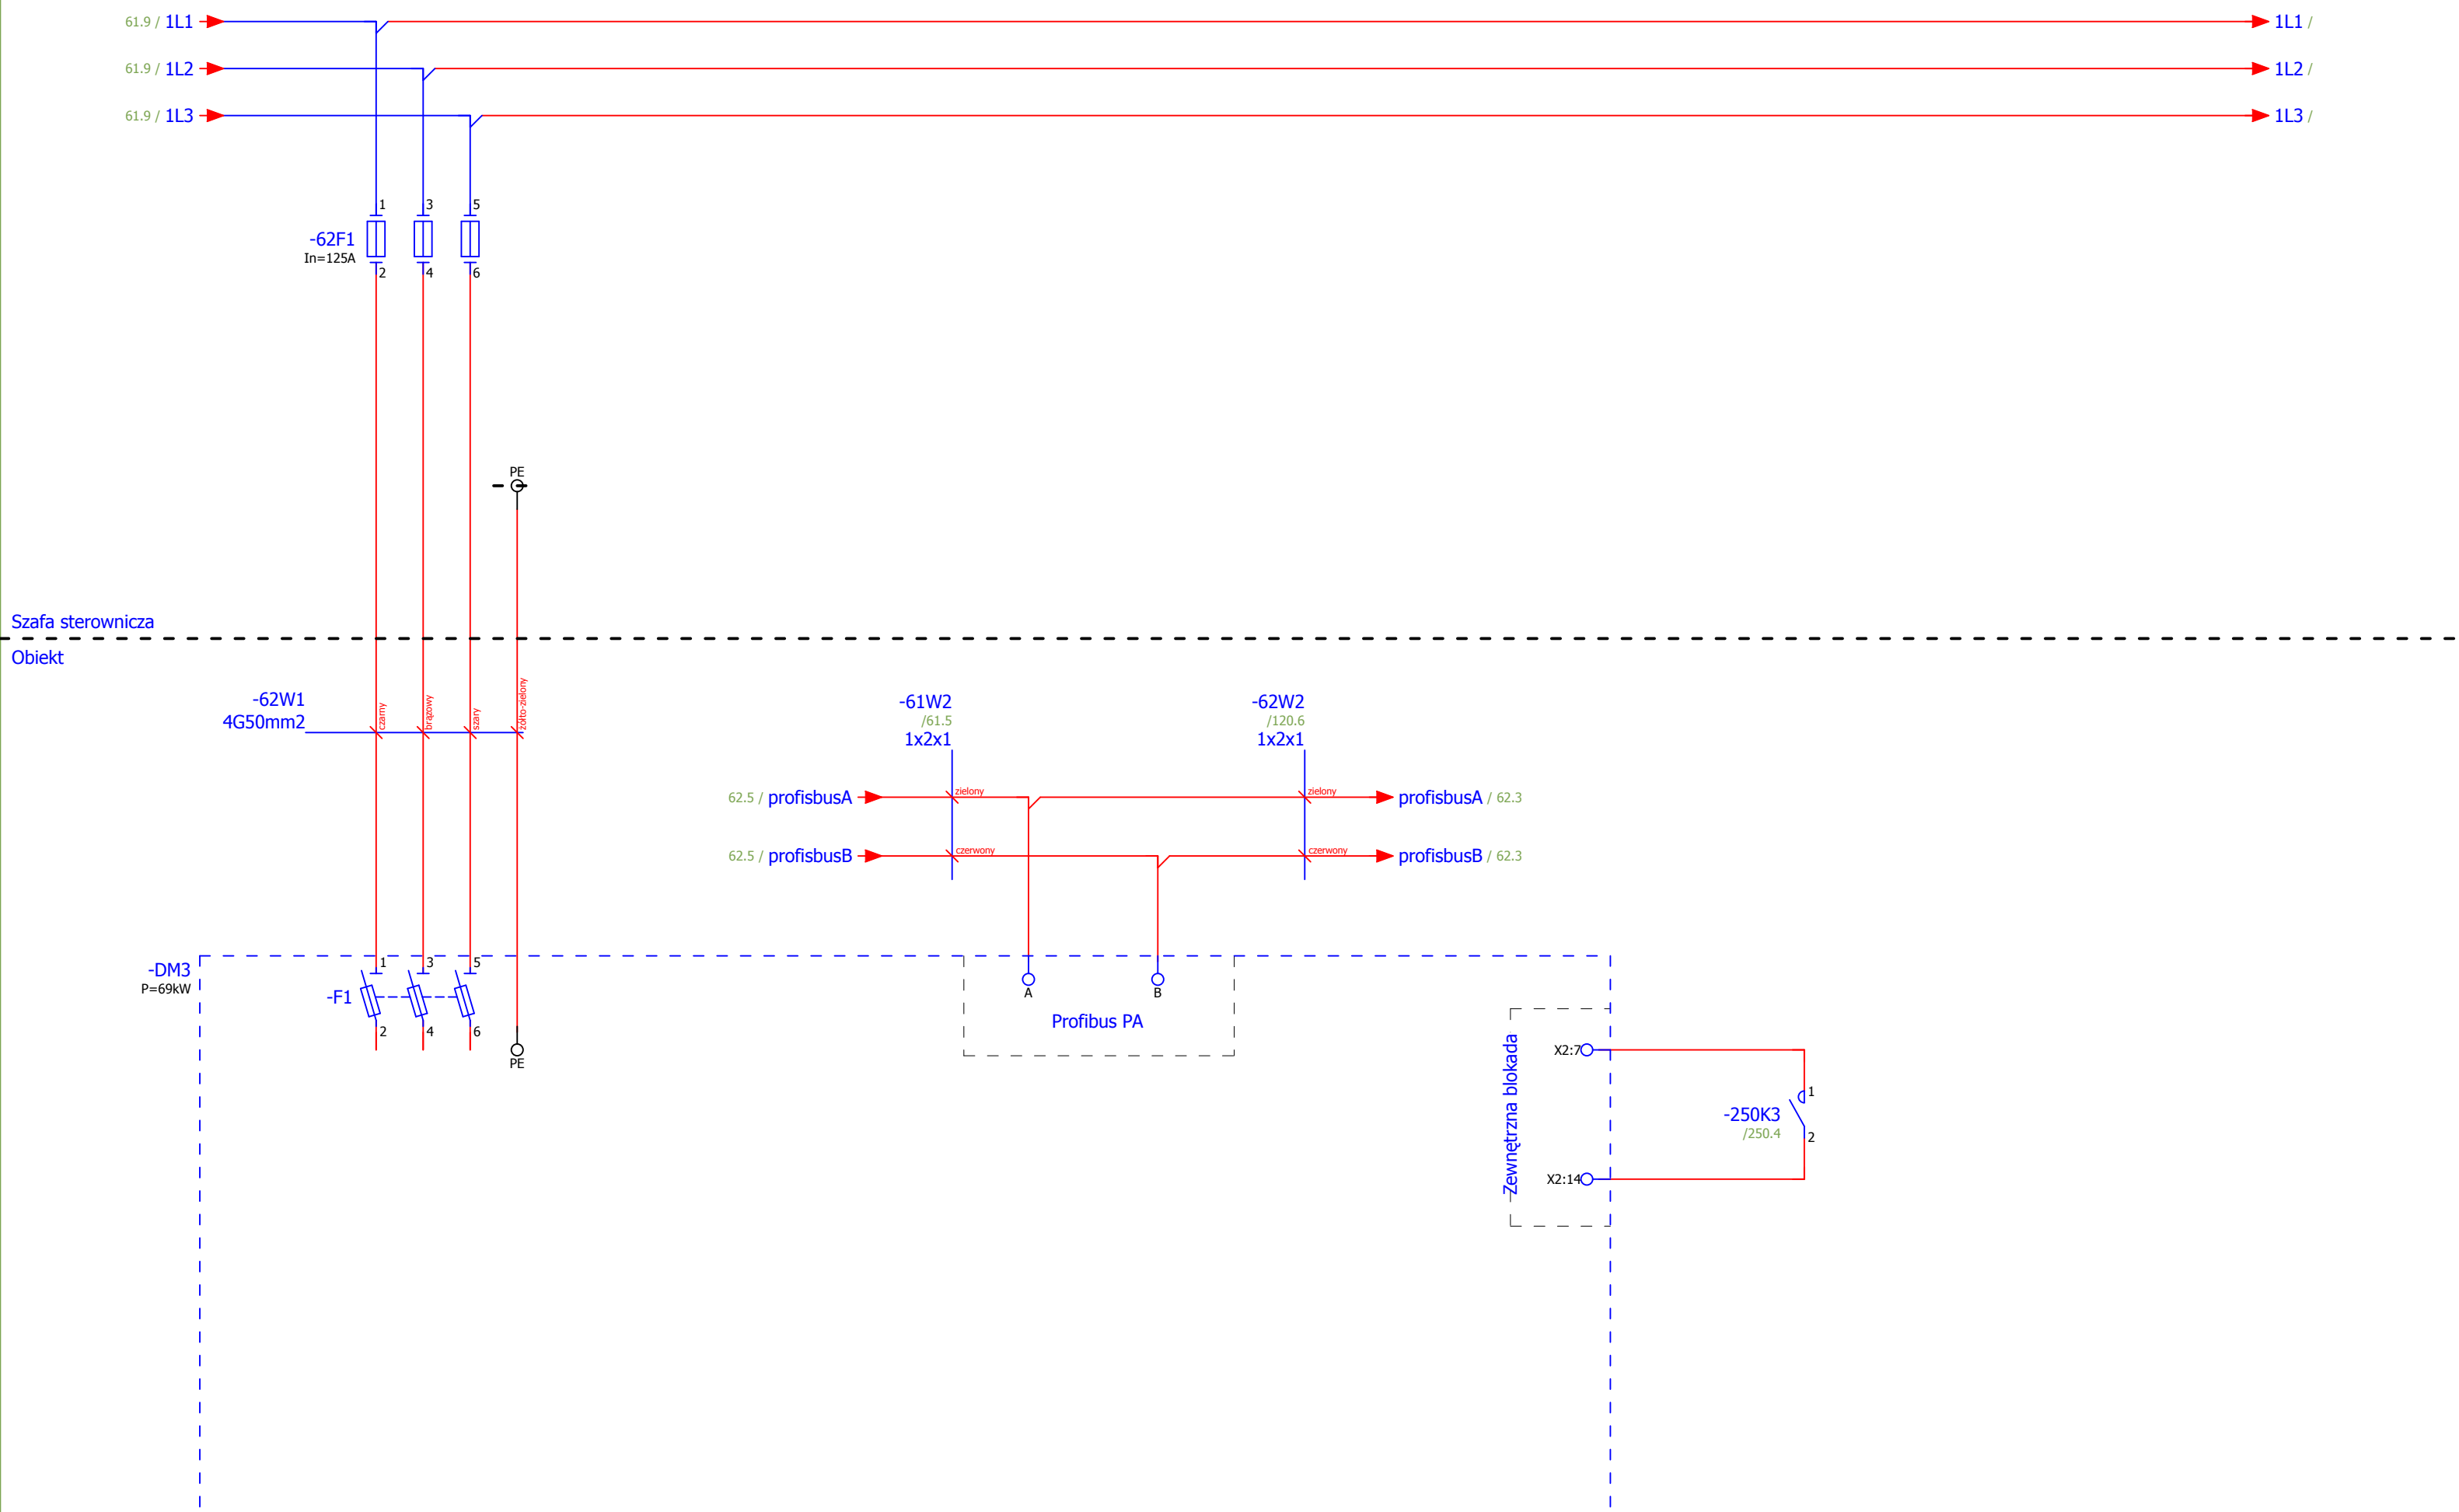 61.9 / 1L1
1L1 /
61.9 / 1L2
1L2 /
61.9 / 1L3
1L3 /
1 3 5
-62F1
In=125A
2 4 6
PE
Szafa sterownicza
Obiekt
-62W1
4G50mm2
czarny
brązowy
szary
żółto-zielony
-61W2
/61.5
1x2x1
-62W2
/120.6
1x2x1
62.5 / profisbusA
zielony
zielony
profisbusA / 62.3
62.5 / profisbusB
czerwony
czerwony
profisbusB / 62.3
-DM3
P=69kW
1 3 5
-F1
2 4 6
PE
A
B
Profibus PA
Zewnętrzna blokada
X2:7
X2:14
1
-250K3
/250.4
2